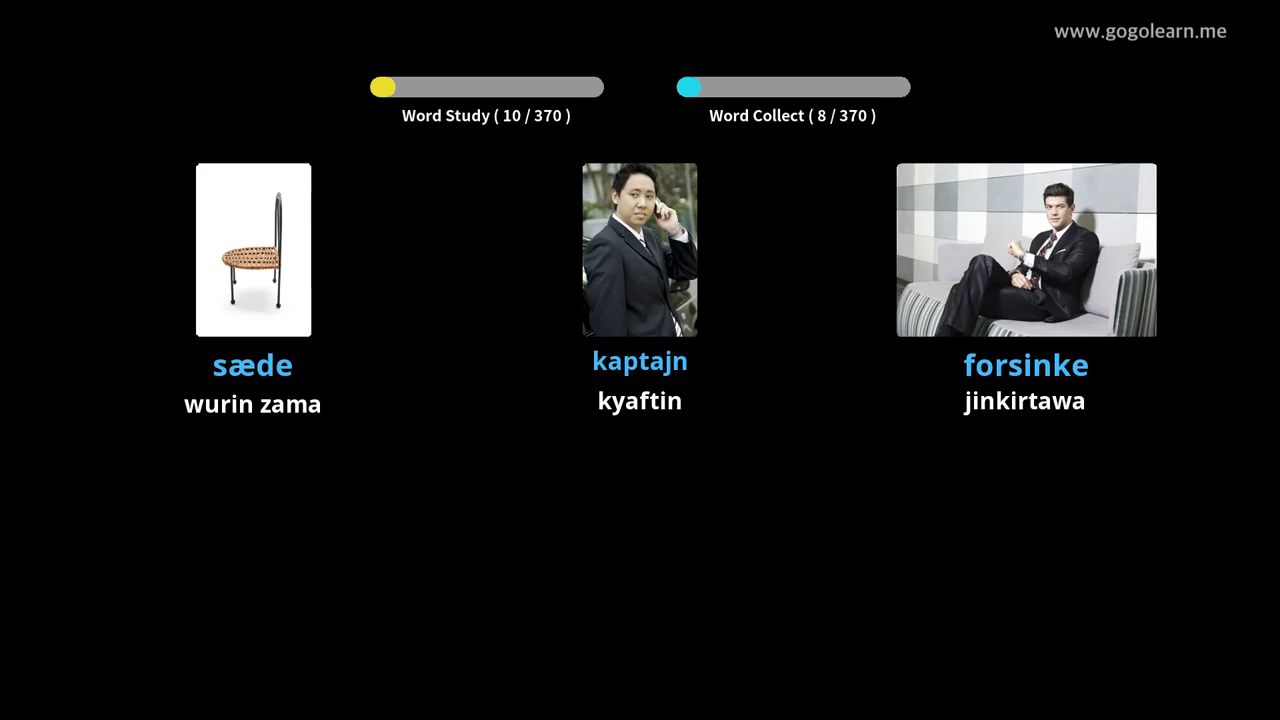 www.gogolearn.me
Word Study ( 10 / 370 )
Word Collect ( 8 / 370 )
sæde
wurin zama
kaptajn
kyaftin
forsinke
jinkirtawa